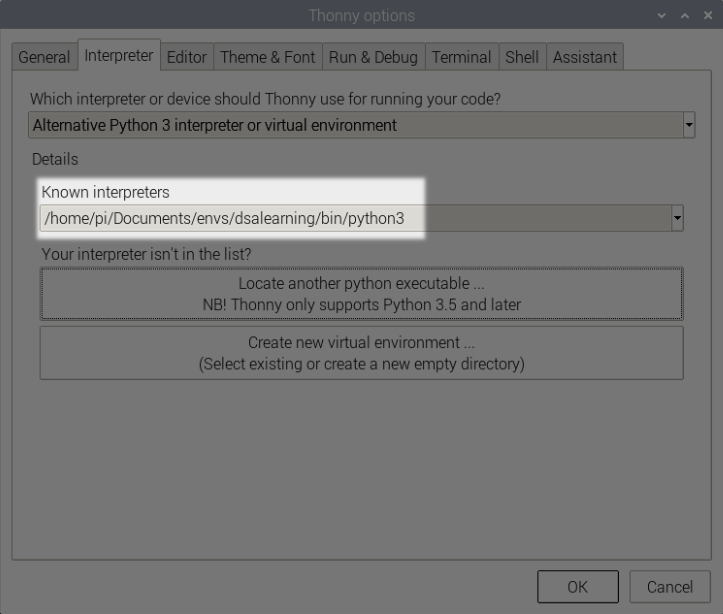 Thonny options
General Interpreter Editor Theme & Font Run & Debug Terminal Shell Assistant
Which interpreter or device should Thonny use for running your code?
Alternative Python 3 interpreter or virtual environment
Details
Known interpreters
/home/pi/Documents/envs/dsalearning/bin/python3
Your interpreter isn't in the list?
Locate another python executable ...
NB! Thonny only supports Python 3.5 and later
Create new virtual environment ...
(Select existing or create a new empty directory)
OK Cancel